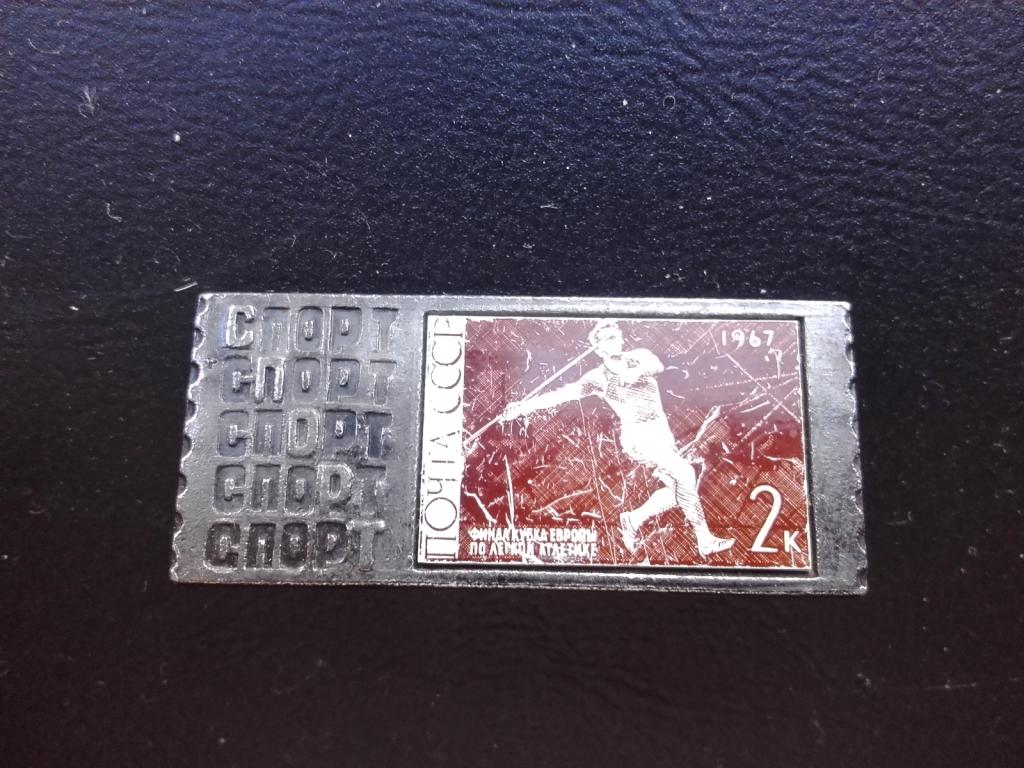 СПОРТ
СПОРТ
СПОРТ
СПОРТ
СПОРТ
ПОЧТА СССР
1967
ФИНАЛ КУБКА ЕВРОПЫ
ПО ЛЕГКОЙ АТЛЕТИКЕ
2к